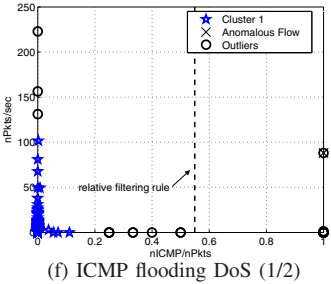 250
200
150
100
50
0
nPkts/sec
Cluster 1
Anomalous Flow
Outliers
relative filtering rule
0
0.2
0.4
0.6
0.8
1
nICMP/nPkts
(f) ICMP flooding DoS (1/2)